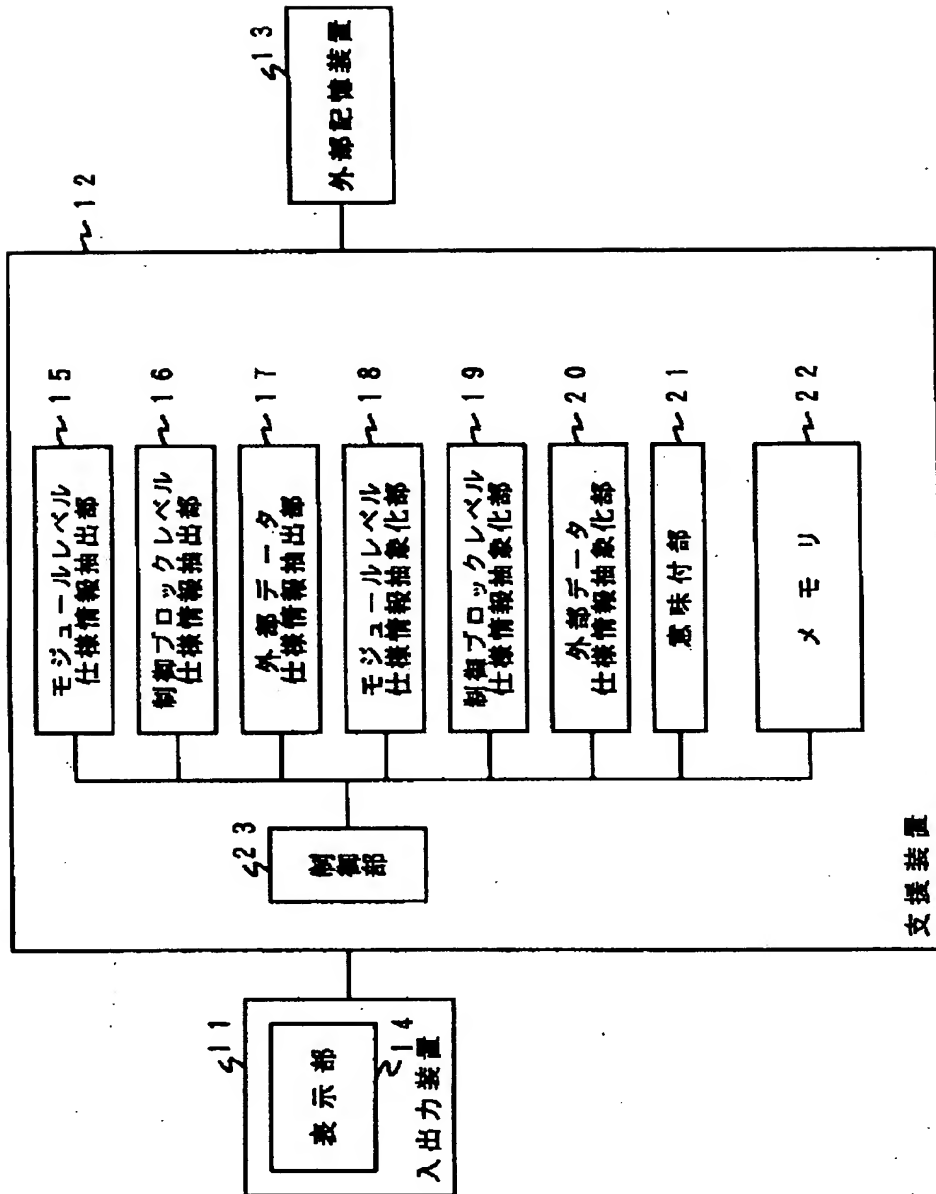 11
表示部
14
入出力装置
12
23
制御部
15
モジュールレベル
仕様情報抽出部
16
制御ブロックレベル
仕様情報抽出部
17
外部データ
仕様情報抽出部
18
モジュールレベル
仕様情報抽象化部
19
制御ブロックレベル
仕様情報抽象化部
20
外部データ
仕様情報抽象化部
21
意味付部
22
メモリ
支援装置
13
外部記憶装置